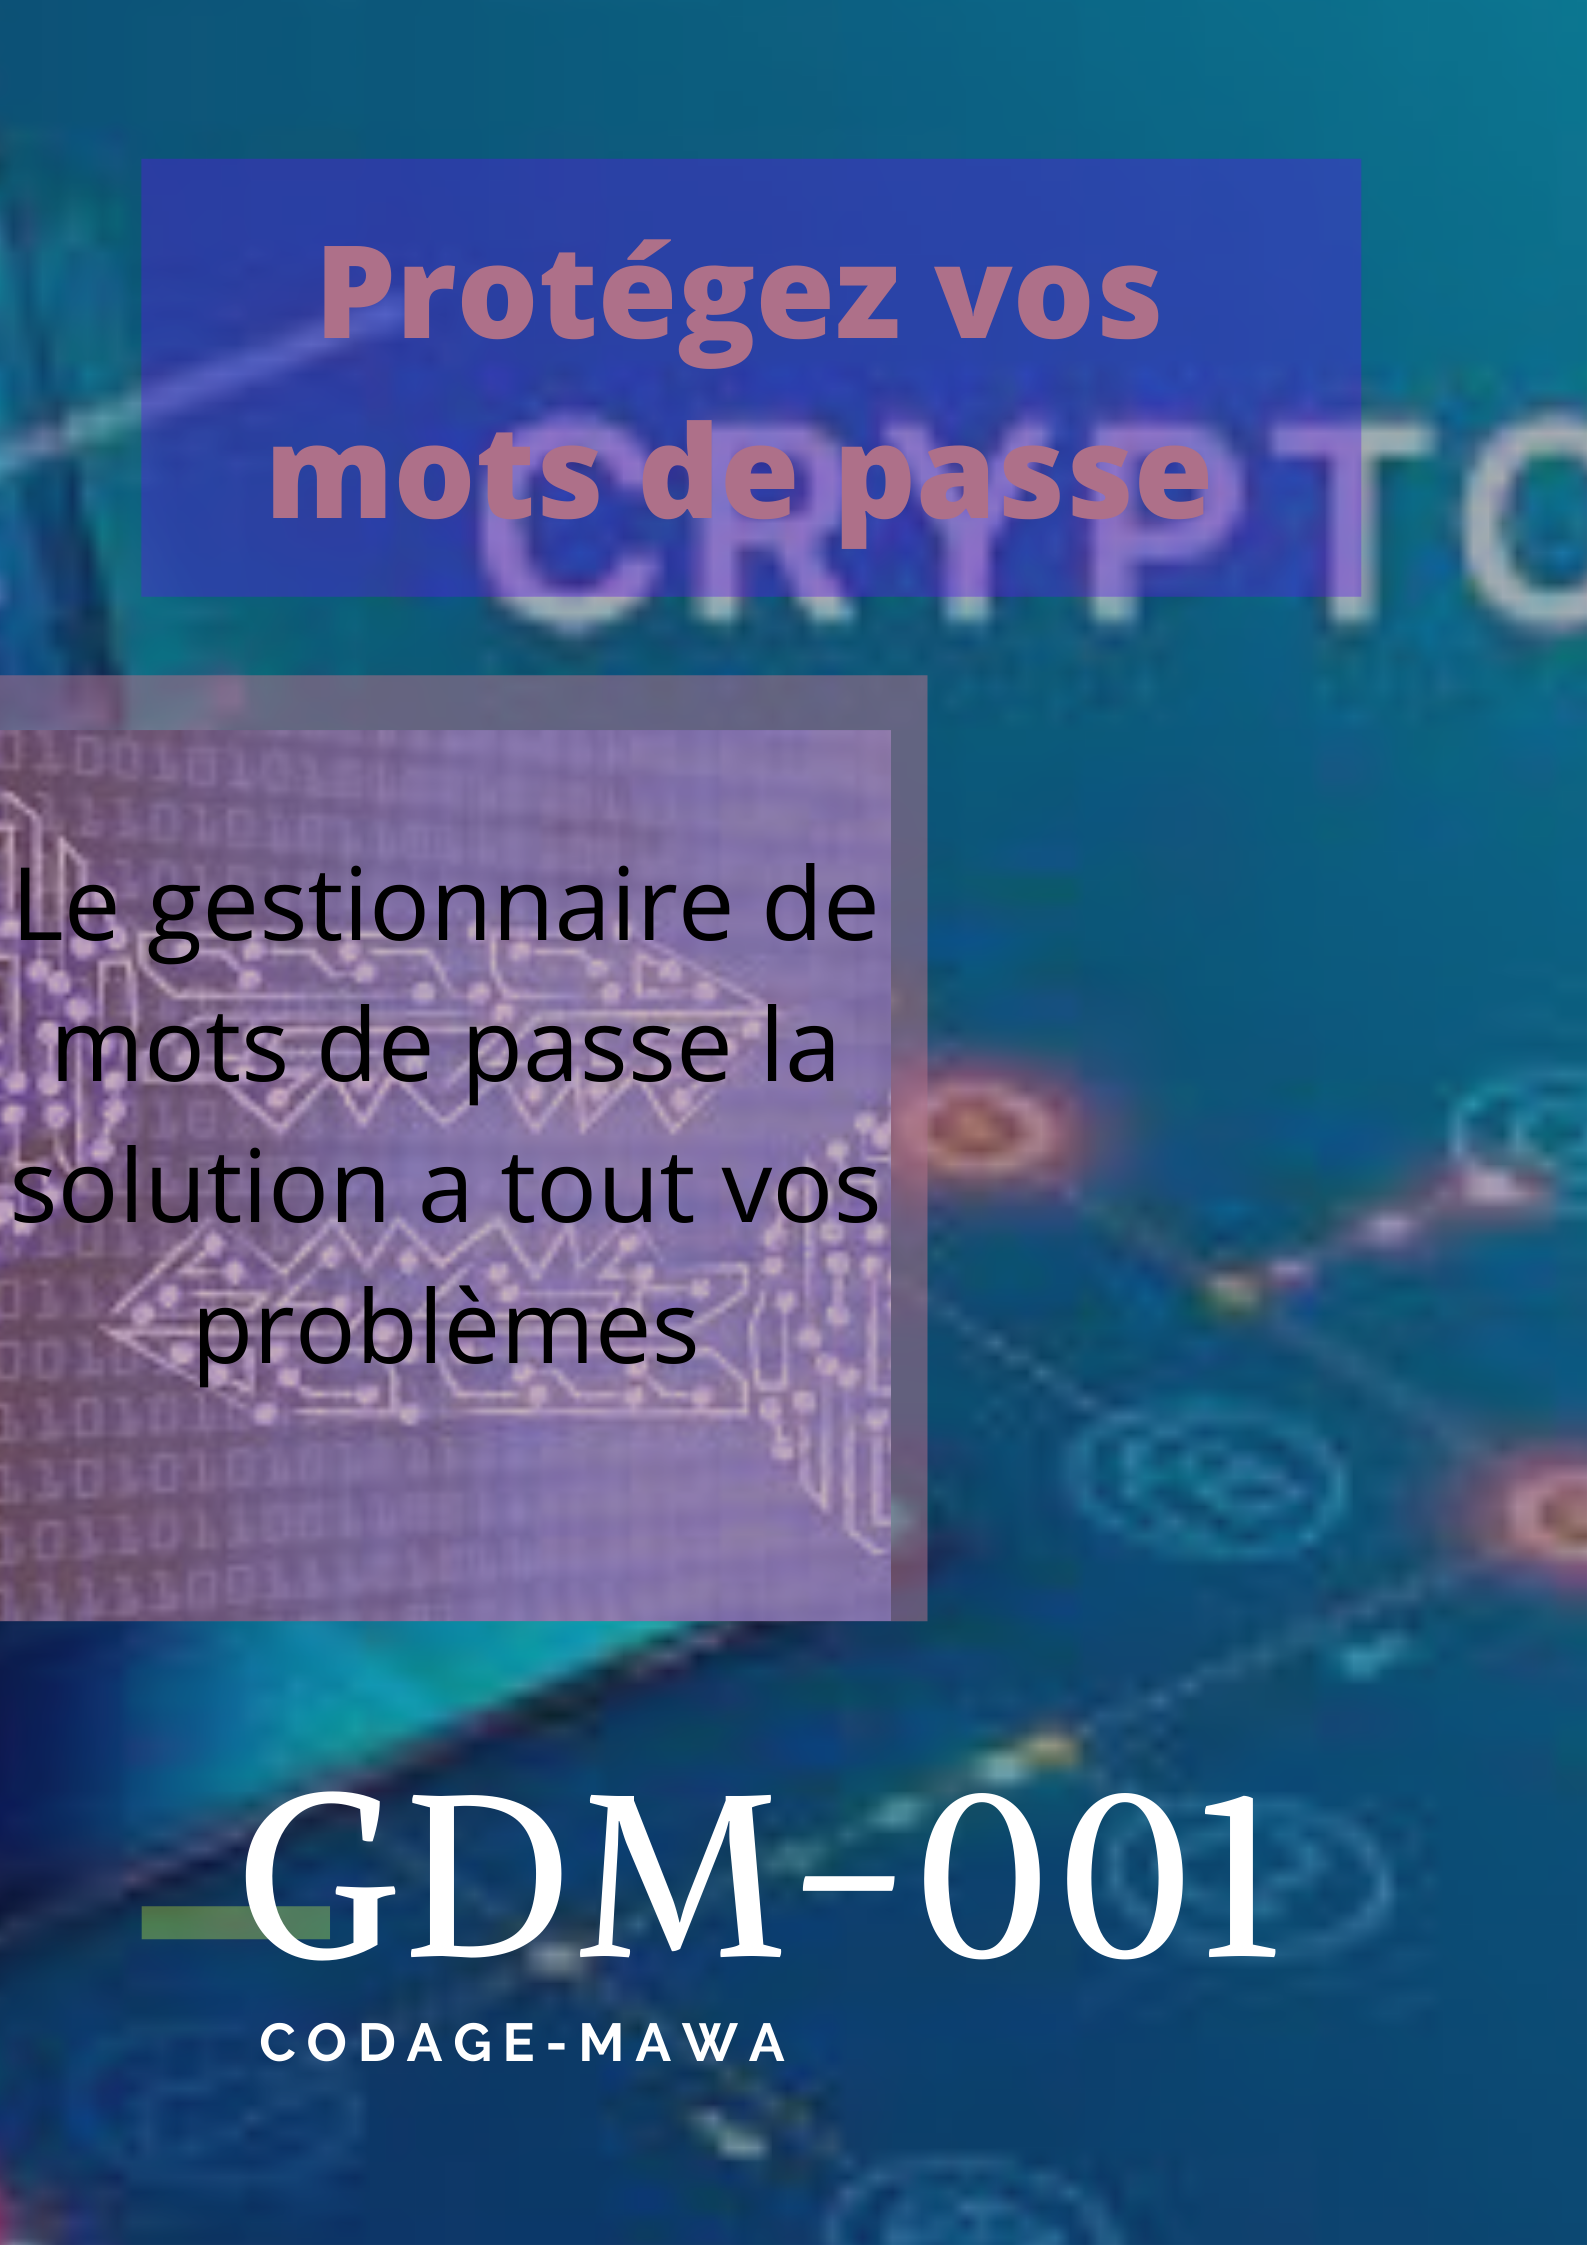 Protégez vos
mots de passe
CRYPTO
Le gestionnaire de
mots de passe la
solution a tout vos
problèmes
GDM-001
CODAGE-MAWA